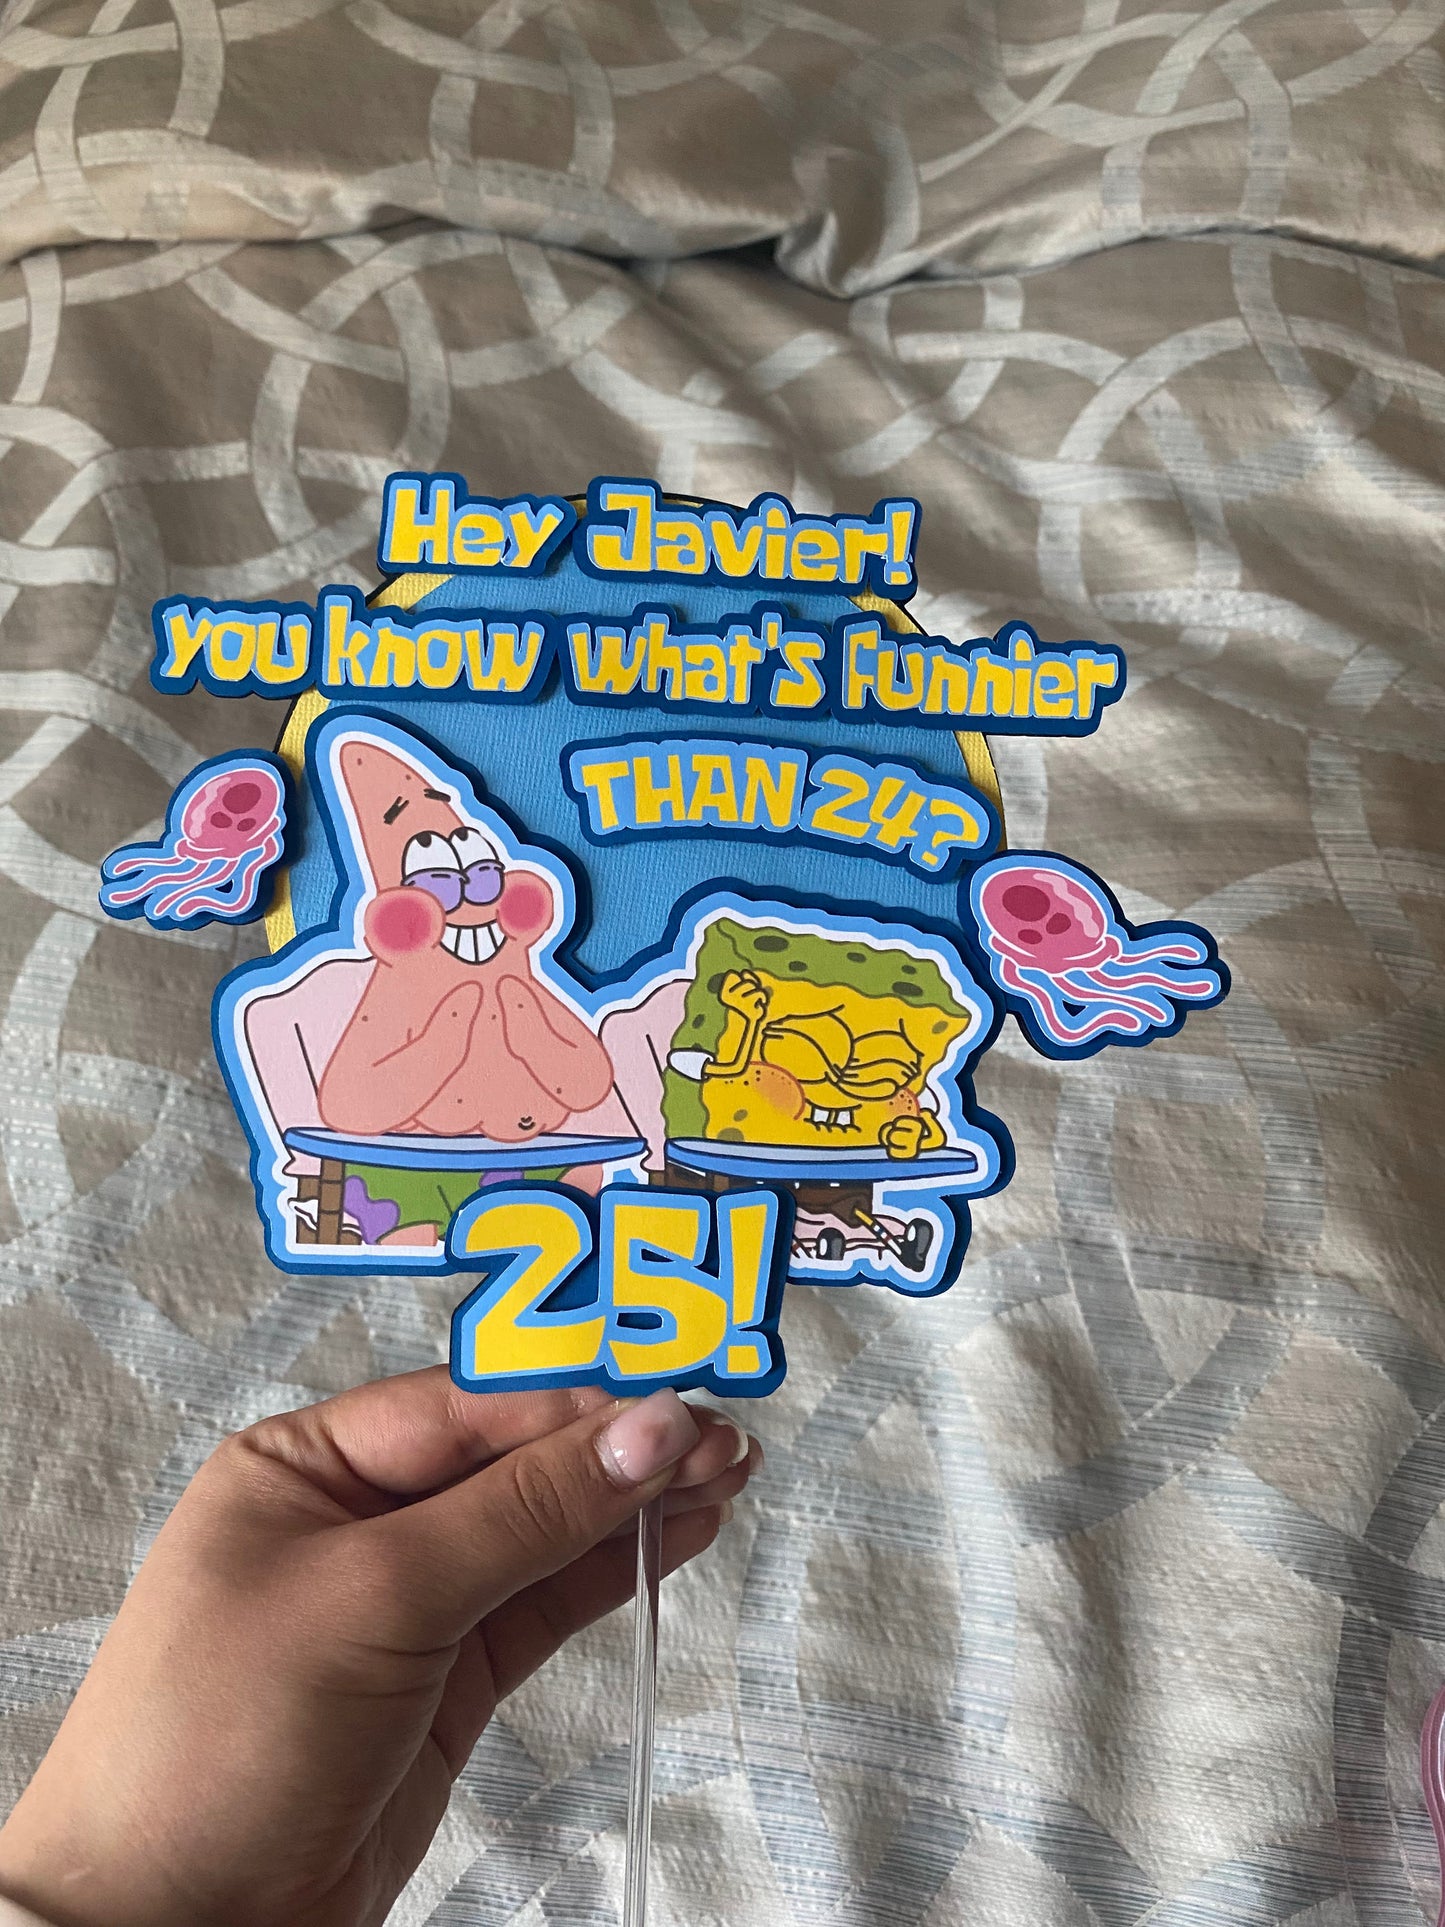 Hey Javier!
you know what's funnier
THAN 24?
25!